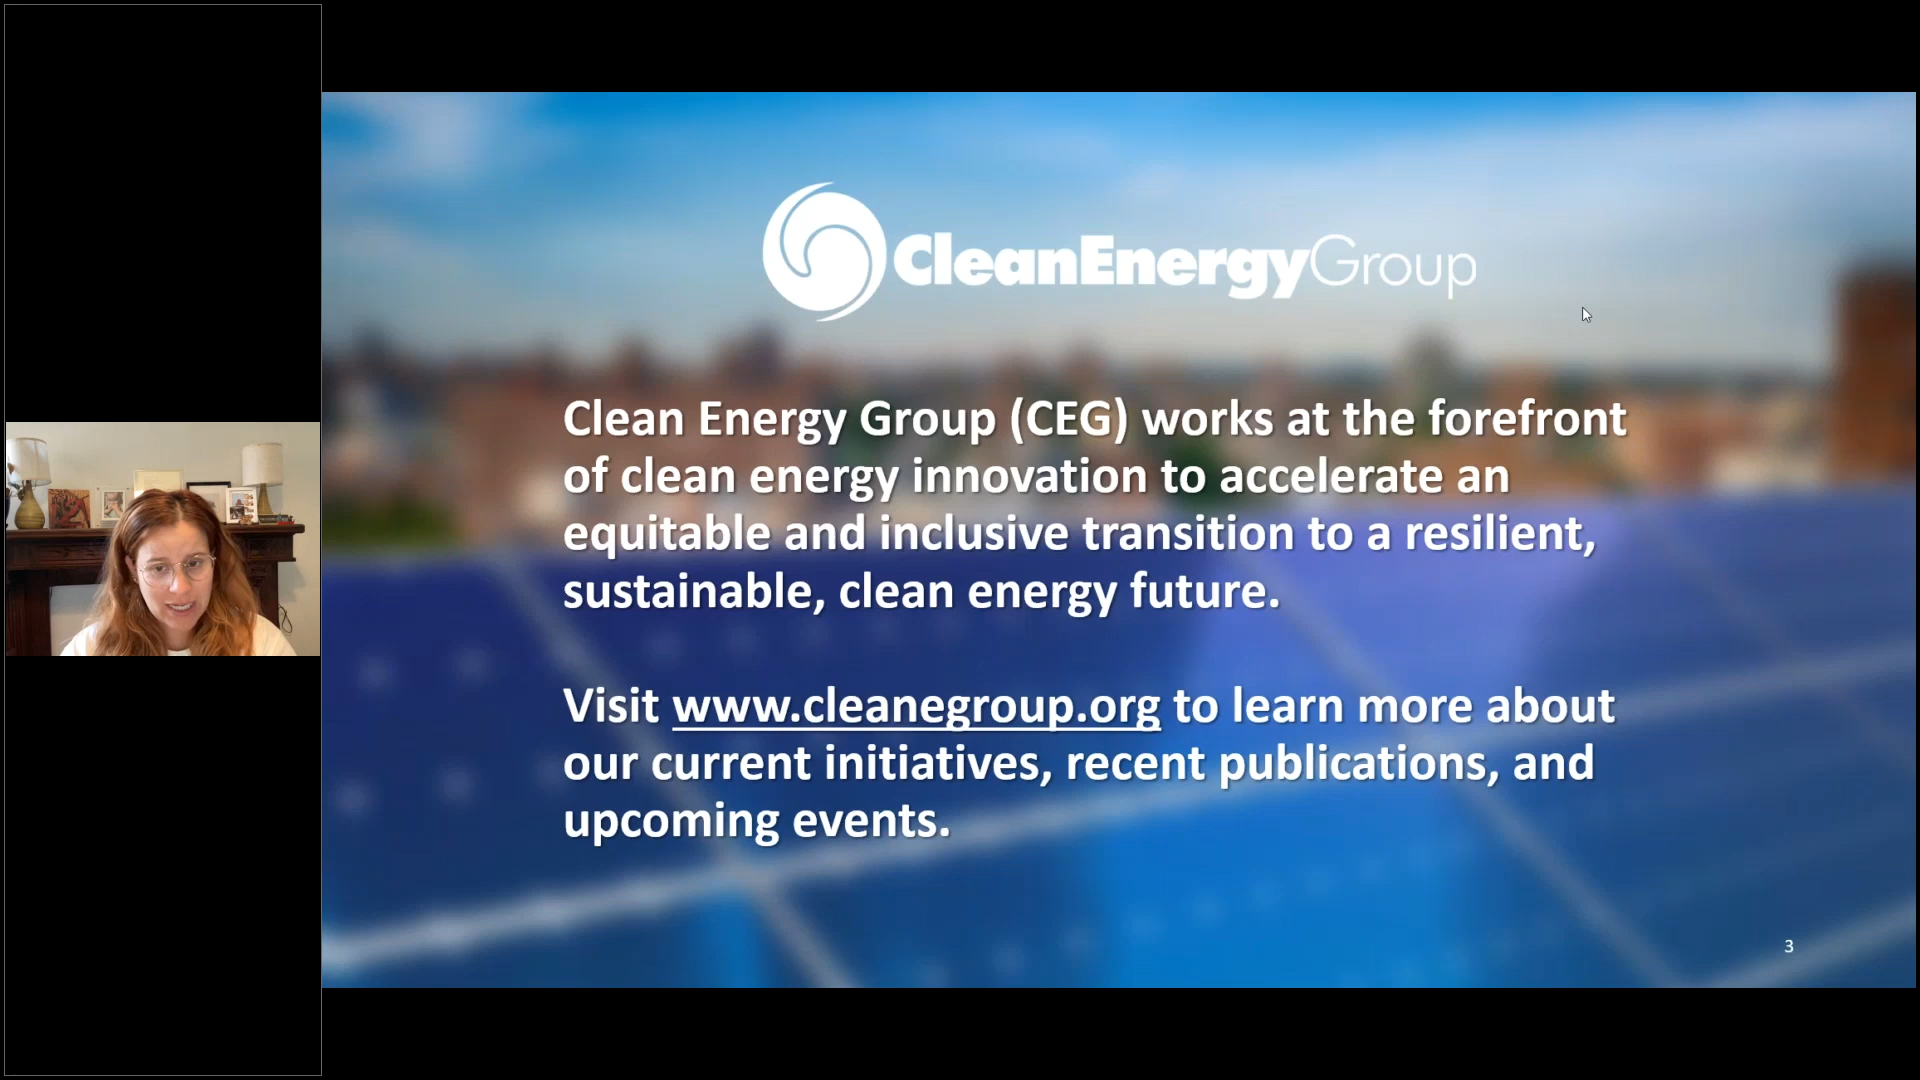 CleanEnergyGroup
Clean Energy Group (CEG) works at the forefront
of clean energy innovation to accelerate an
equitable and inclusive transition to a resilient,
sustainable, clean energy future.
Visit www.cleanegroup.org to learn more about
our current initiatives, recent publications, and
upcoming events.
3